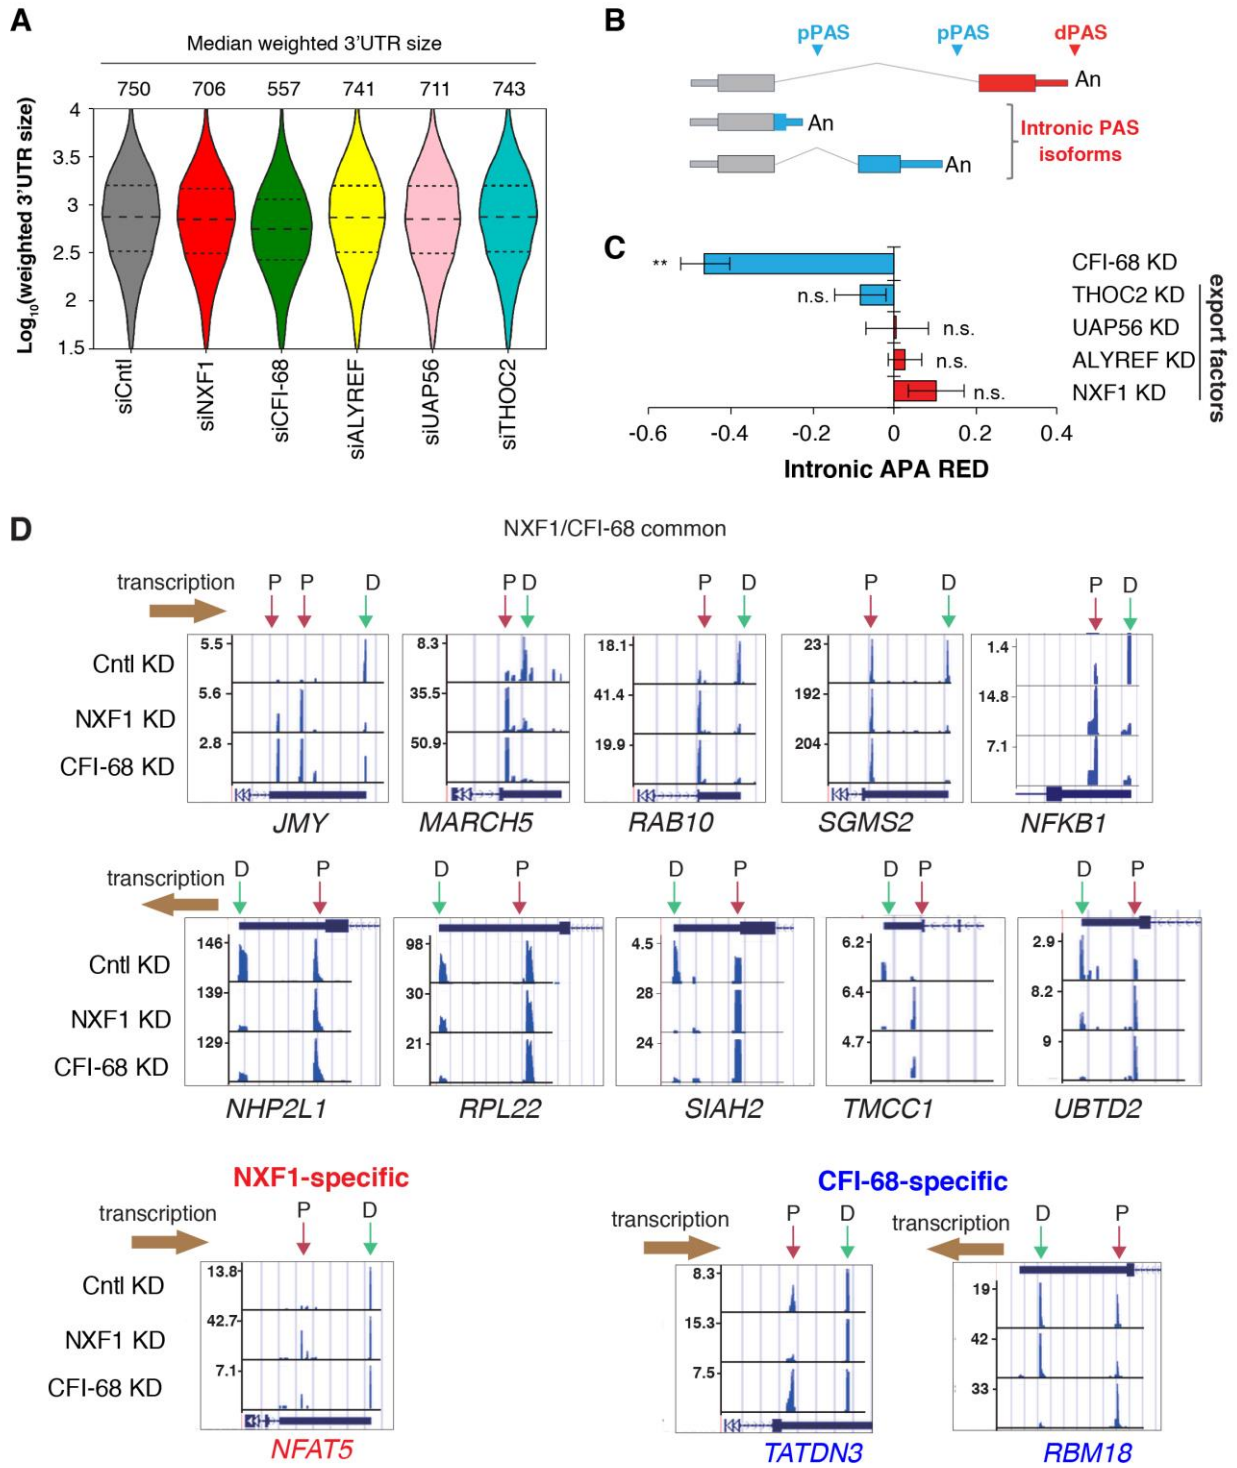 A
Median weighted 3'UTR size
750 706 557 741 711 743
Log10(weighted 3'UTR size)
4
3.5
3
2.5
2
1.5
siCntl siNXF1 siCFI-68 siALYREF siUAP56 siTHOC2
B
pPAS pPAS dPAS
An
An
An
Intronic PAS
isoforms
C
** CFI-68 KD
n.s. THOC2 KD
n.s. UAP56 KD
n.s. ALYREF KD
n.s. NXF1 KD
export factors
-0.6 -0.4 -0.2 0 0.2 0.4
Intronic APA RED
D
NXF1/CFI-68 common
transcription P P D P D P D P D P D
Cntl KD 5.5 8.3 18.1 23 1.4
NXF1 KD 5.6 35.5 41.4 192 14.8
CFI-68 KD 2.8 50.9 19.9 204 7.1
JMY MARCH5 RAB10 SGMS2 NFKB1
transcription D P D P D P D P D P
Cntl KD 146 98 4.5 6.2 2.9
NXF1 KD 139 30 28 6.4 8.2
CFI-68 KD 129 21 24 4.7 9
NHP2L1 RPL22 SIAH2 TMCC1 UBTD2
NXF1-specific CFI-68-specific
transcription P D transcription P D transcription D P
Cntl KD 13.8 8.3 19
NXF1 KD 42.7 15.3 42
CFI-68 KD 7.1 7.5 33
NFAT5 TATDN3 RBM18